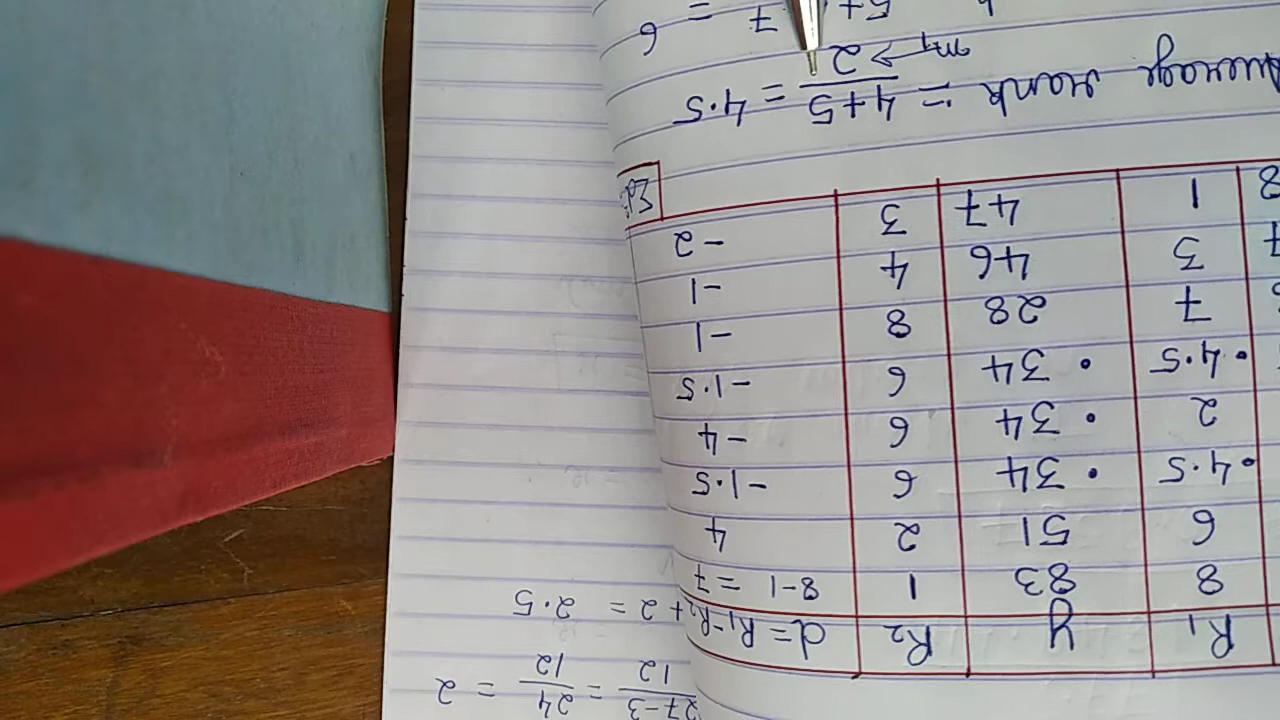 27-3/12 = 24/12 = 2
R₁ y R₂ d = R₁-R₂
+ 2 = 2.5
8 83 1 8-1 = 7
6 51 2 4
•4.5 •34 6 -1.5
2 •34 6 -4
•4.5 •34 6 -1.5
7 28 8 -1
3 46 4 -1
1 47 3 -2
Average rank = 4+5/2 = 4.5
m₁
7 = 6